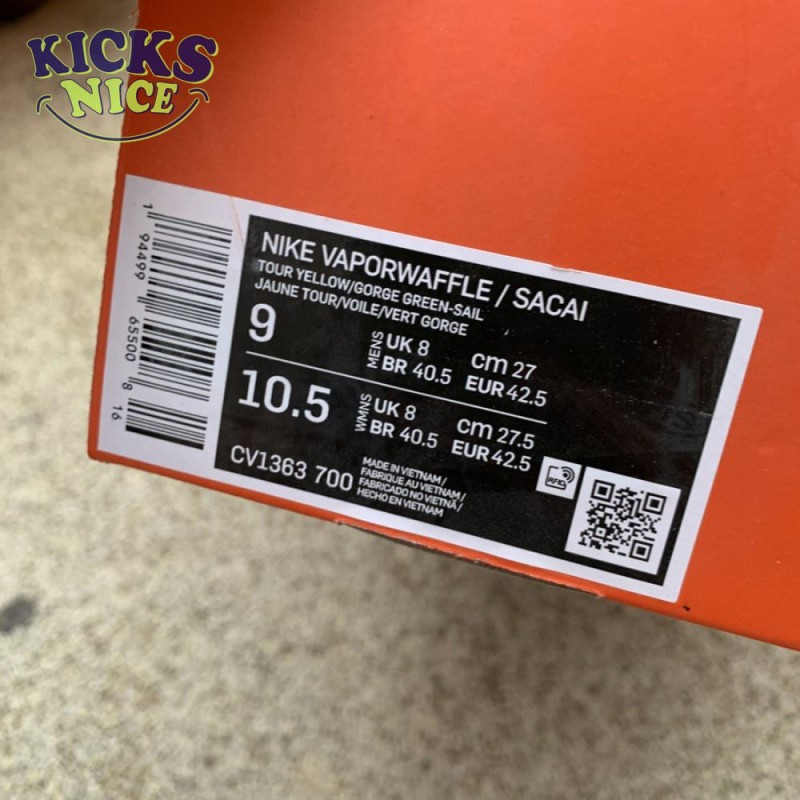 KICKS
NICE
1 94499 65500 8 16
NIKE VAPORWAFFLE / SACAI
TOUR YELLOW/GORGE GREEN-SAIL
JAUNE TOUR/VOILE/VERT GORGE
9 MENS UK 8 cm 27
BR 40.5 EUR 42.5
10.5 WMNS UK 8 cm 27.5
BR 40.5 EUR 42.5
CV1363 700
MADE IN VIETNAM/
FABRIQUE AU VIETNAM/
FABRICADO NO VIETNÃ/
HECHO EN VIETNAM